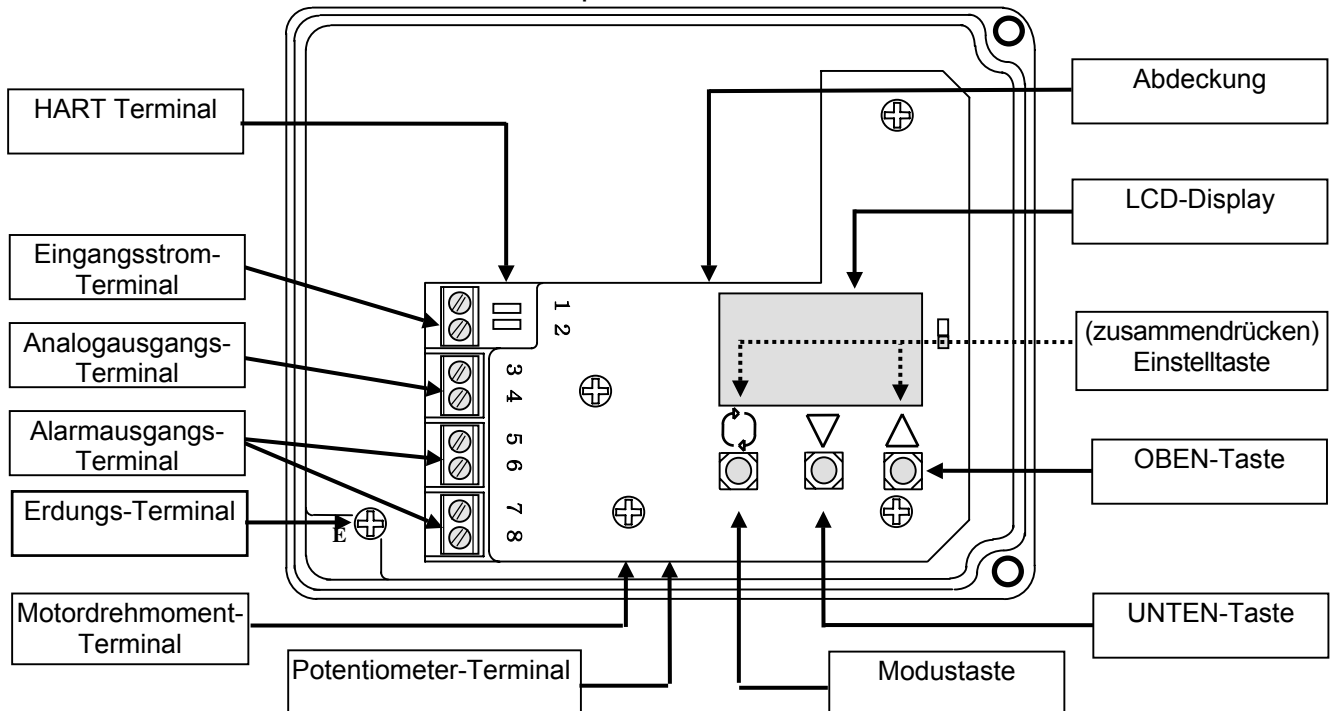 HART Terminal
Eingangsstrom-
Terminal
Analogausgangs-
Terminal
Alarmausgangs-
Terminal
Erdungs-Terminal
Motordrehmoment-
Terminal
Potentiometer-Terminal
E
1
2
3
4
5
6
7
8
Abdeckung
LCD-Display
(zusammendrücken)
Einstelltaste
OBEN-Taste
UNTEN-Taste
Modustaste